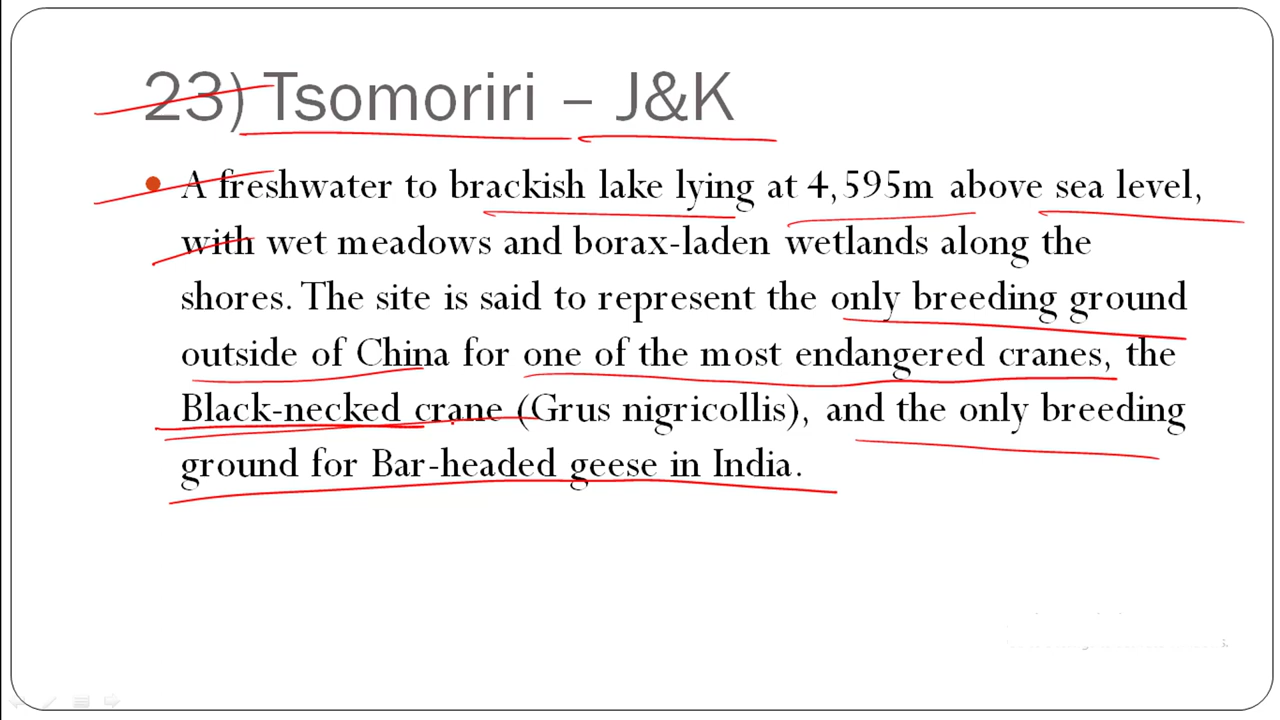 23) Tsomoriri – J&K
A freshwater to brackish lake lying at 4,595m above sea level,
with wet meadows and borax-laden wetlands along the
shores. The site is said to represent the only breeding ground
outside of China for one of the most endangered cranes, the
Black-necked crane (Grus nigricollis), and the only breeding
ground for Bar-headed geese in India.